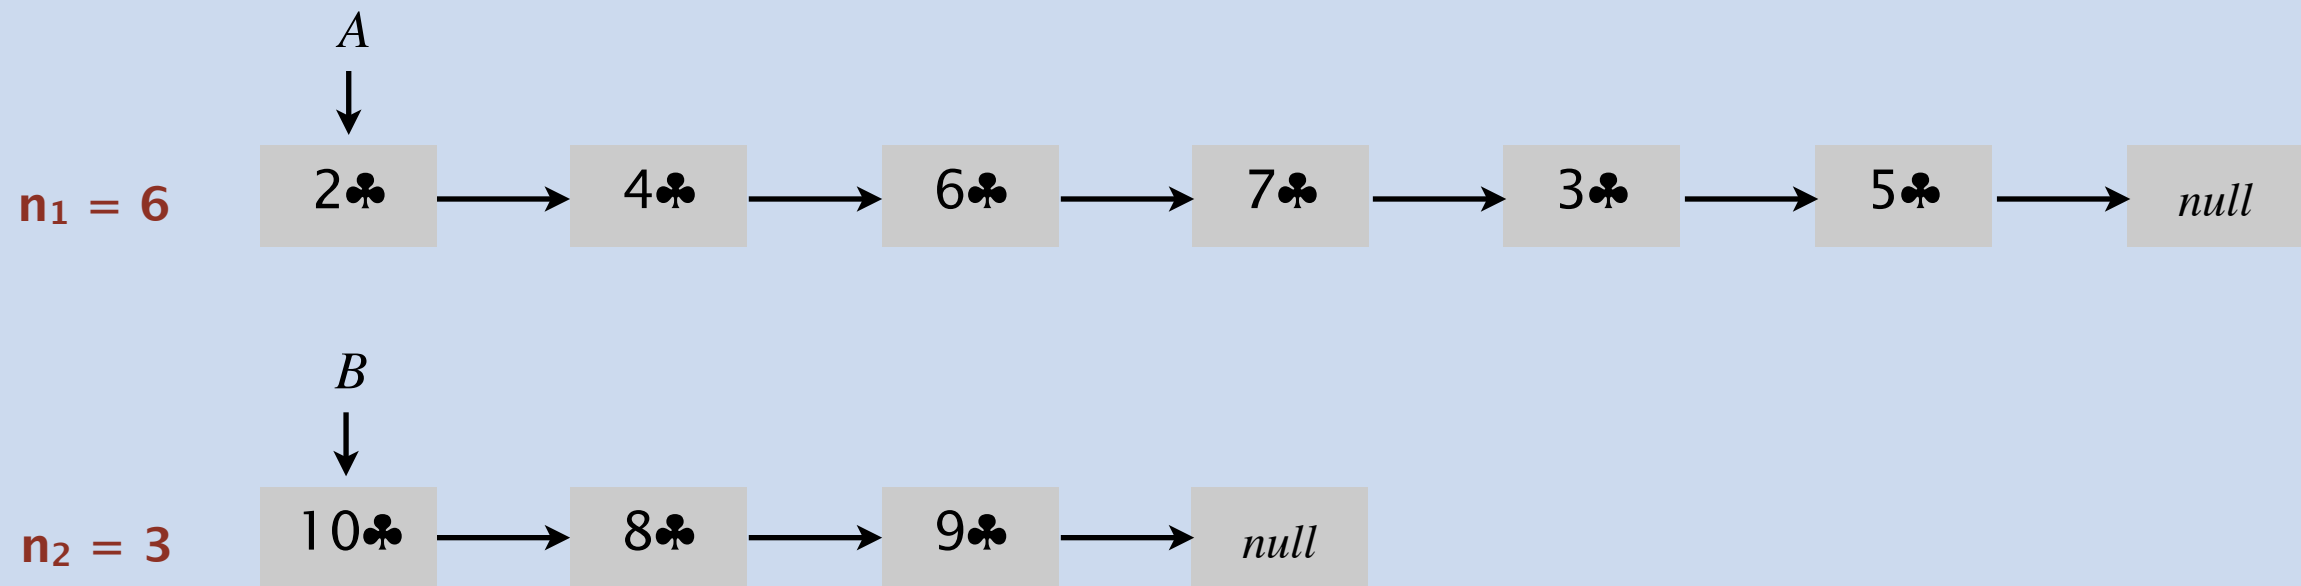 A
n₁ = 6 2♣ 4♣ 6♣ 7♣ 3♣ 5♣ null
B
n₂ = 3 10♣ 8♣ 9♣ null